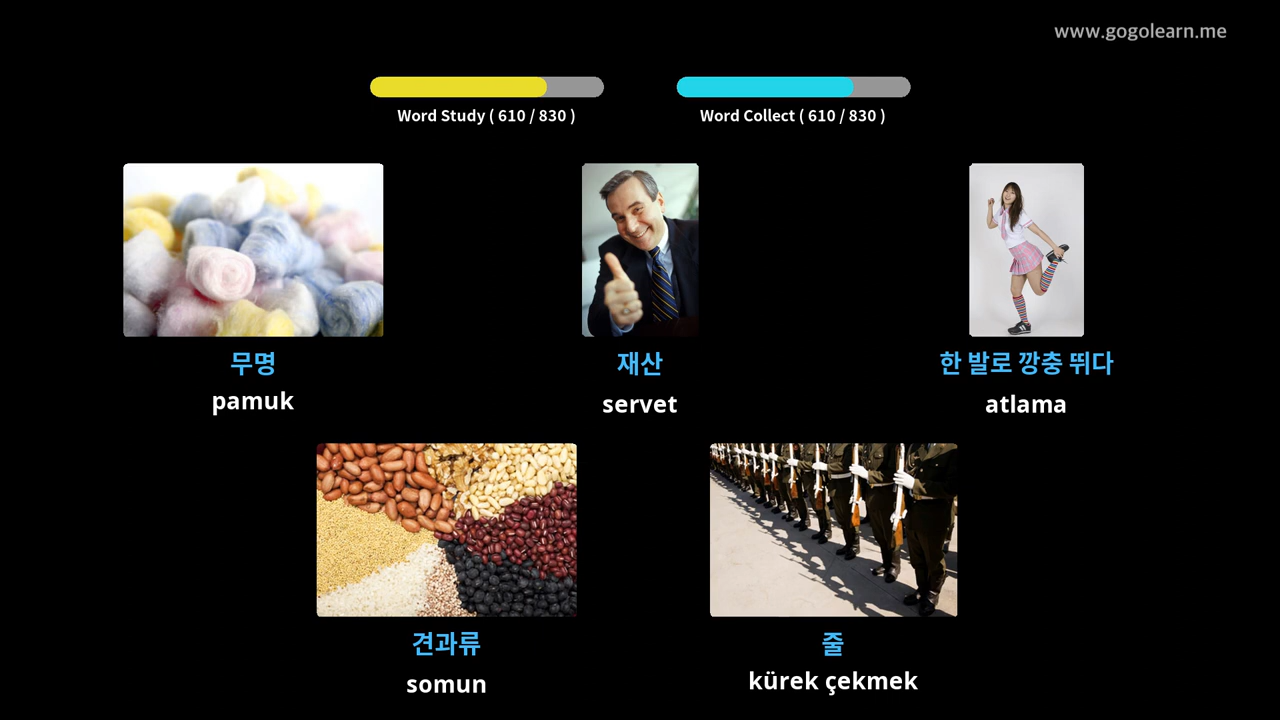 www.gogolearn.me
Word Study ( 610 / 830 )
Word Collect ( 610 / 830 )
무명
pamuk
재산
servet
한 발로 깡충 뛰다
atlama
견과류
somun
줄
kürek çekmek